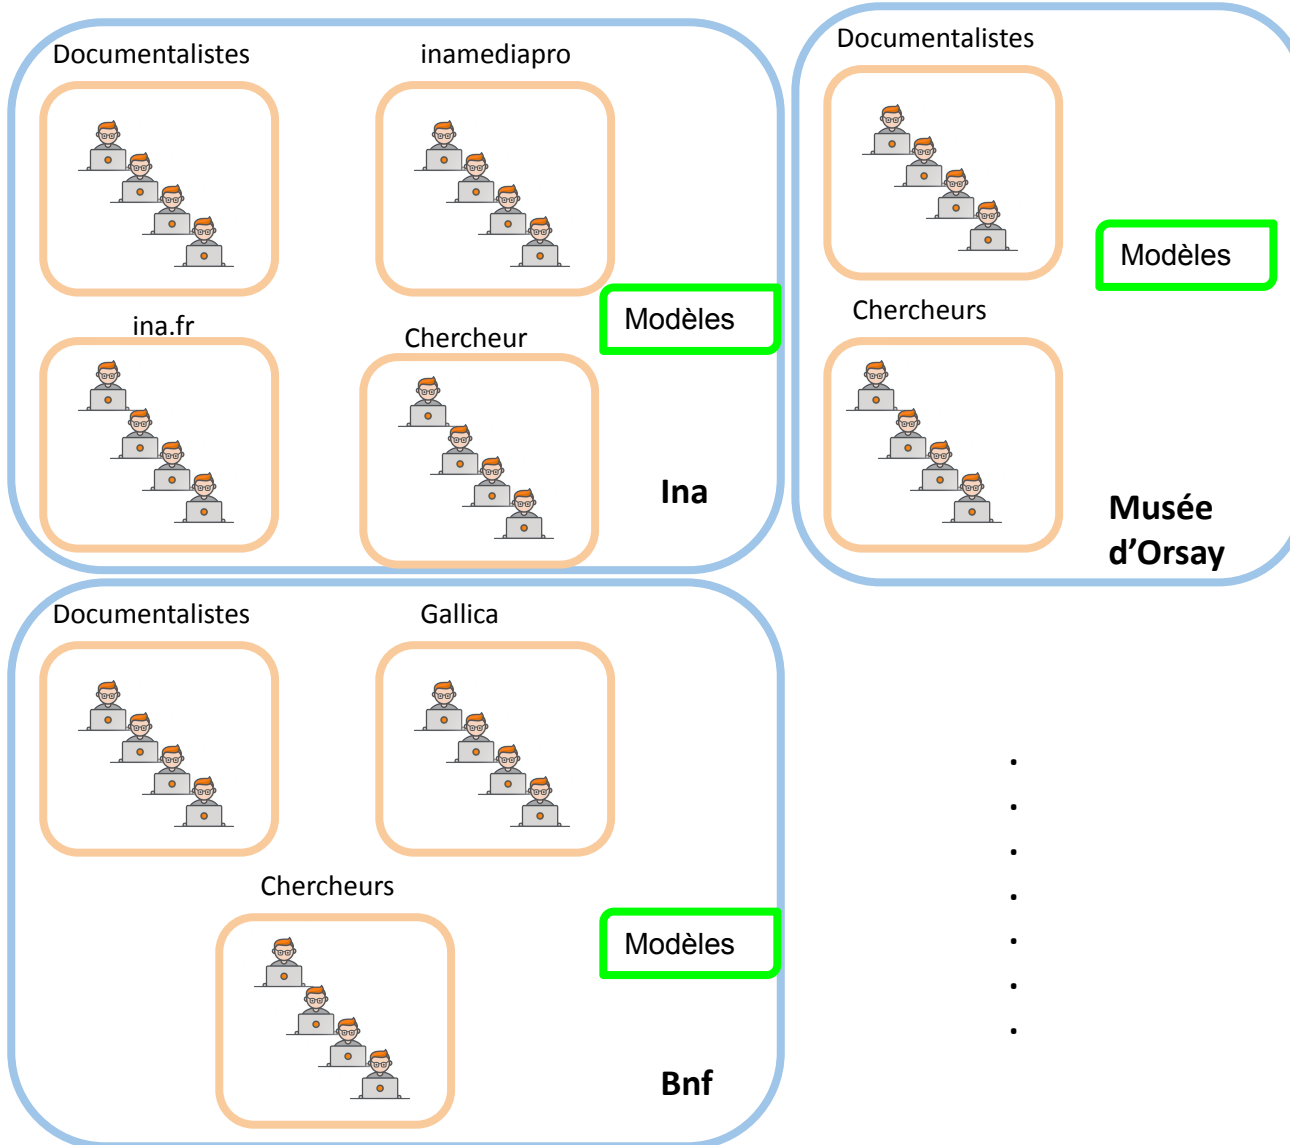 Documentalistes
inamediapro
ina.fr
Chercheur
Modèles
Ina
Documentalistes
Modèles
Chercheurs
Musée
d’Orsay
Documentalistes
Gallica
Chercheurs
Modèles
Bnf
.
.
.
.
.
.
.